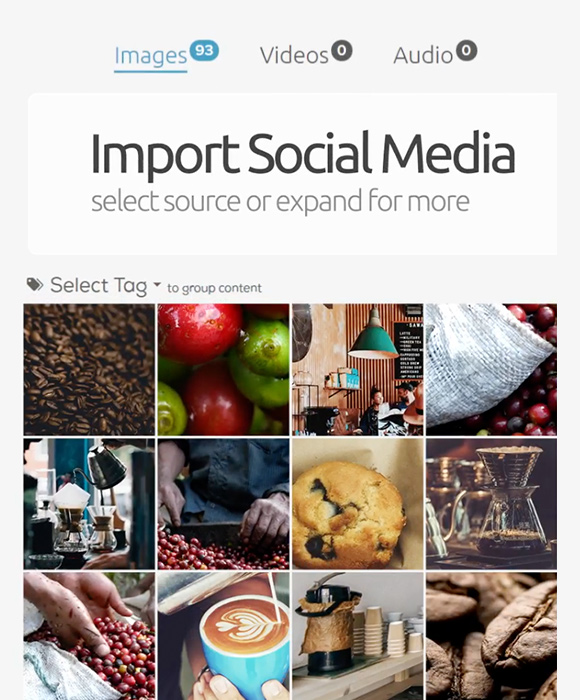 Images 93 Videos 0 Audio 0
Import Social Media
select source or expand for more
Select Tag to group content